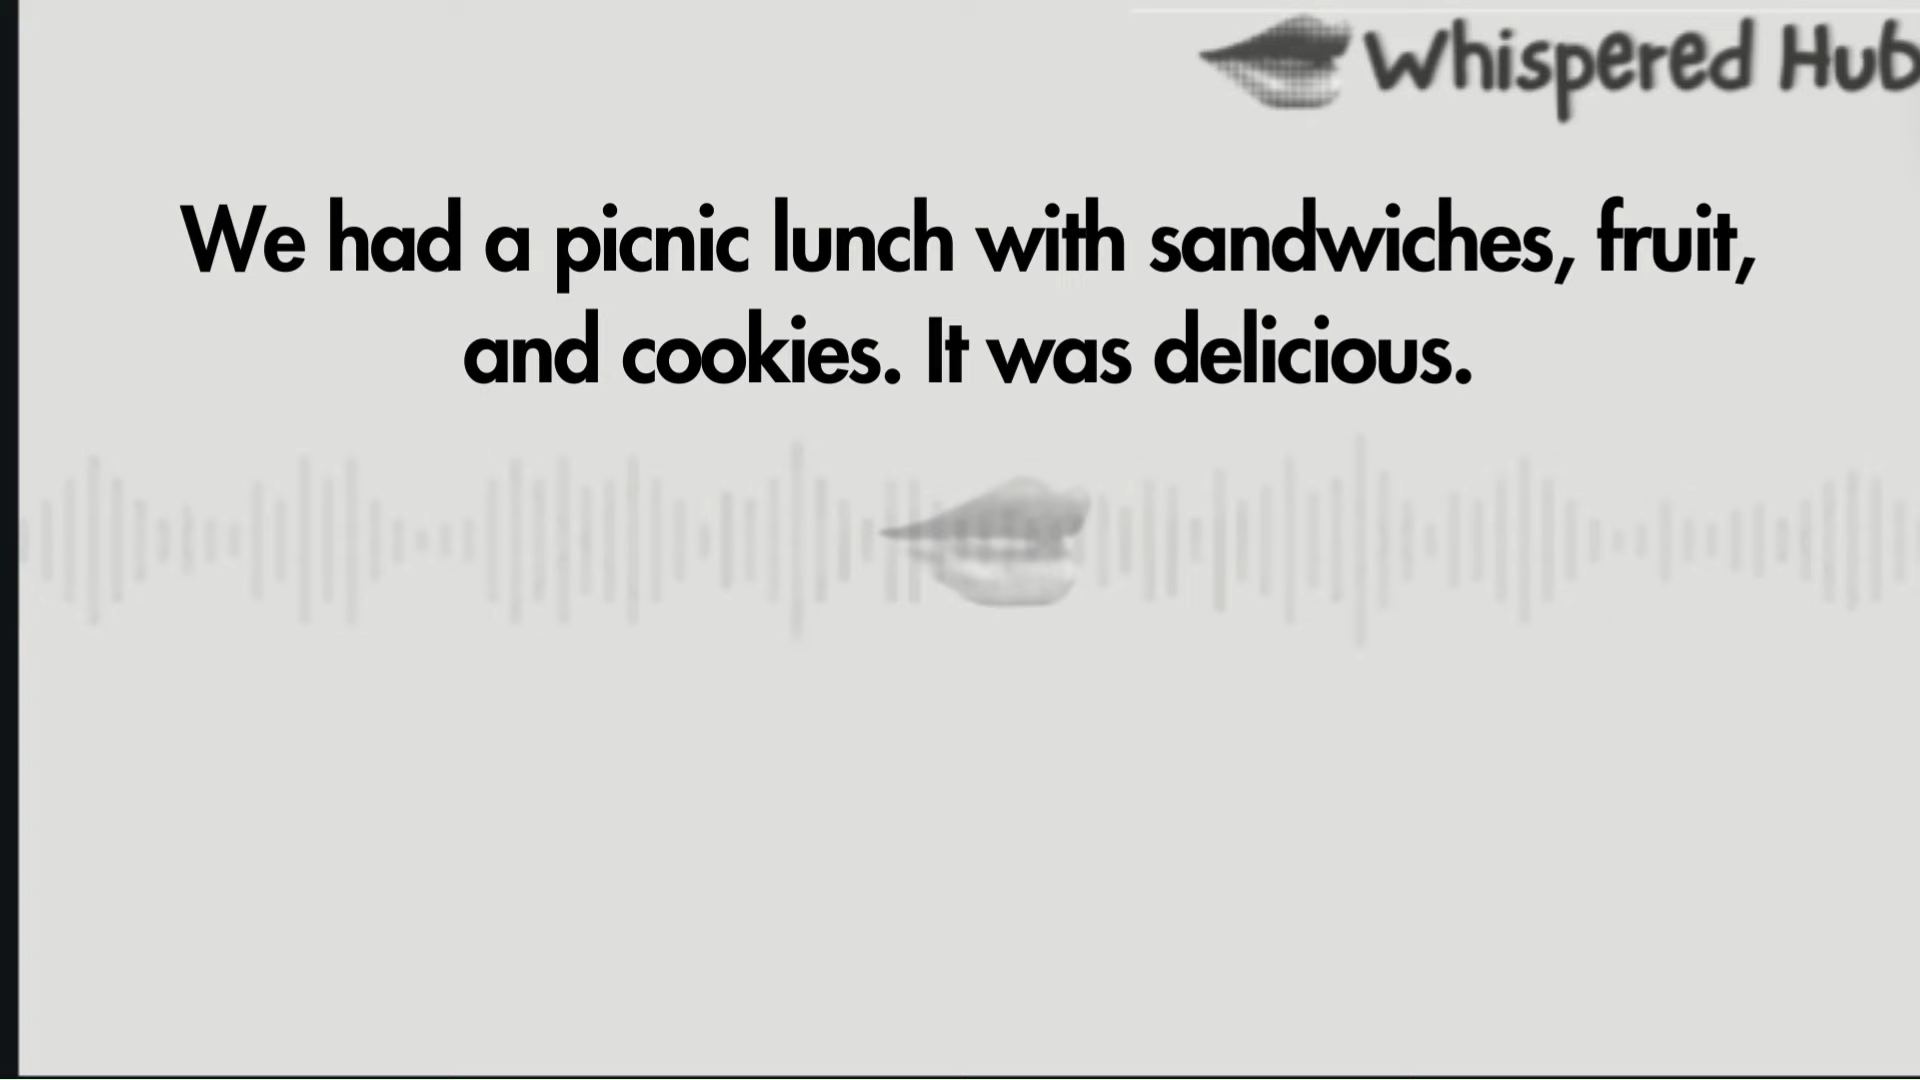 Whispered Hub
We had a picnic lunch with sandwiches, fruit,
and cookies. It was delicious.